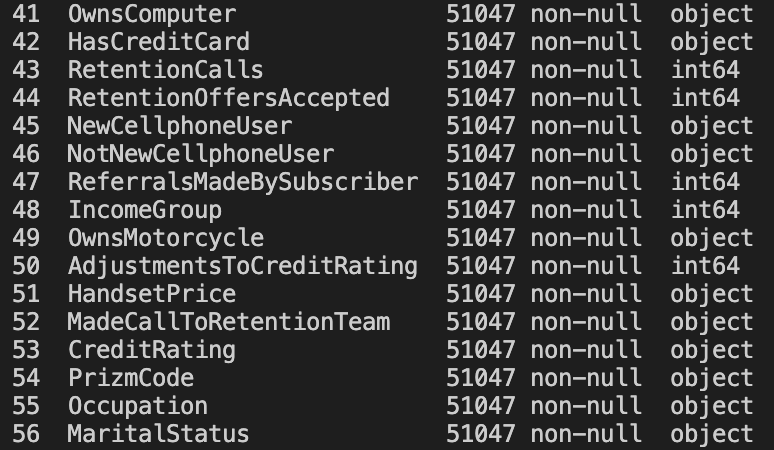 41  OwnsComputer               51047 non-null  object
42  HasCreditCard              51047 non-null  object
43  RetentionCalls             51047 non-null  int64
44  RetentionOffersAccepted    51047 non-null  int64
45  NewCellphoneUser           51047 non-null  object
46  NotNewCellphoneUser        51047 non-null  object
47  ReferralsMadeBySubscriber  51047 non-null  int64
48  IncomeGroup                51047 non-null  int64
49  OwnsMotorcycle             51047 non-null  object
50  AdjustmentsToCreditRating  51047 non-null  int64
51  HandsetPrice               51047 non-null  object
52  MadeCallToRetentionTeam    51047 non-null  object
53  CreditRating               51047 non-null  object
54  PrizmCode                  51047 non-null  object
55  Occupation                 51047 non-null  object
56  MaritalStatus              51047 non-null  object